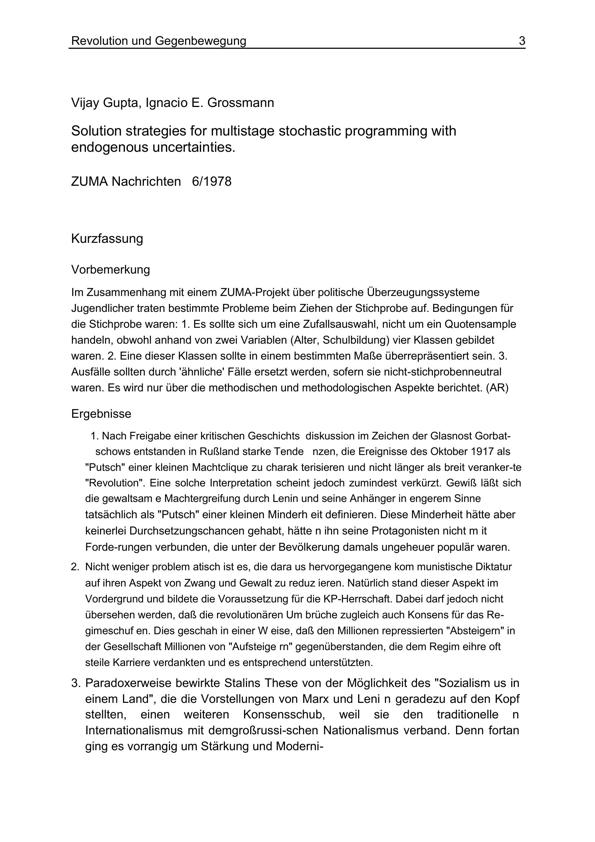 Revolution und Gegenbewegung 3
Vijay Gupta, Ignacio E. Grossmann
Solution strategies for multistage stochastic programming with
endogenous uncertainties.
ZUMA Nachrichten 6/1978
Kurzfassung
Vorbemerkung
Im Zusammenhang mit einem ZUMA-Projekt über politische Überzeugungssysteme
Jugendlicher traten bestimmte Probleme beim Ziehen der Stichprobe auf. Bedingungen für
die Stichprobe waren: 1. Es sollte sich um eine Zufallsauswahl, nicht um ein Quotensample
handeln, obwohl anhand von zwei Variablen (Alter, Schulbildung) vier Klassen gebildet
waren. 2. Eine dieser Klassen sollte in einem bestimmten Maße überrepräsentiert sein. 3.
Ausfälle sollten durch 'ähnliche' Fälle ersetzt werden, sofern sie nicht-stichprobenneutral
waren. Es wird nur über die methodischen und methodologischen Aspekte berichtet. (AR)
Ergebnisse
1. Nach Freigabe einer kritischen Geschichts diskussion im Zeichen der Glasnost Gorbat-
schows entstanden in Rußland starke Tende nzen, die Ereignisse des Oktober 1917 als
"Putsch" einer kleinen Machtclique zu charak terisieren und nicht länger als breit veranker-te
"Revolution". Eine solche Interpretation scheint jedoch zumindest verkürzt. Gewiß läßt sich
die gewaltsam e Machtergreifung durch Lenin und seine Anhänger in engerem Sinne
tatsächlich als "Putsch" einer kleinen Minderh eit definieren. Diese Minderheit hätte aber
keinerlei Durchsetzungschancen gehabt, hätte n ihn seine Protagonisten nicht m it
Forde-rungen verbunden, die unter der Bevölkerung damals ungeheuer populär waren.
2. Nicht weniger problem atisch ist es, die dara us hervorgegangene kom munistische Diktatur
auf ihren Aspekt von Zwang und Gewalt zu reduz ieren. Natürlich stand dieser Aspekt im
Vordergrund und bildete die Voraussetzung für die KP-Herrschaft. Dabei darf jedoch nicht
übersehen werden, daß die revolutionären Um brüche zugleich auch Konsens für das Re-
gimeschuf en. Dies geschah in einer W eise, daß den Millionen repressierten "Absteigern" in
der Gesellschaft Millionen von "Aufsteige rn" gegenüberstanden, die dem Regim eihre oft
steile Karriere verdankten und es entsprechend unterstützten.
3. Paradoxerweise bewirkte Stalins These von der Möglichkeit des "Sozialism us in
einem Land", die die Vorstellungen von Marx und Leni n geradezu auf den Kopf
stellten, einen weiteren Konsensschub, weil sie den traditionelle n
Internationalismus mit demgroßrussi-schen Nationalismus verband. Denn fortan
ging es vorrangig um Stärkung und Moderni-